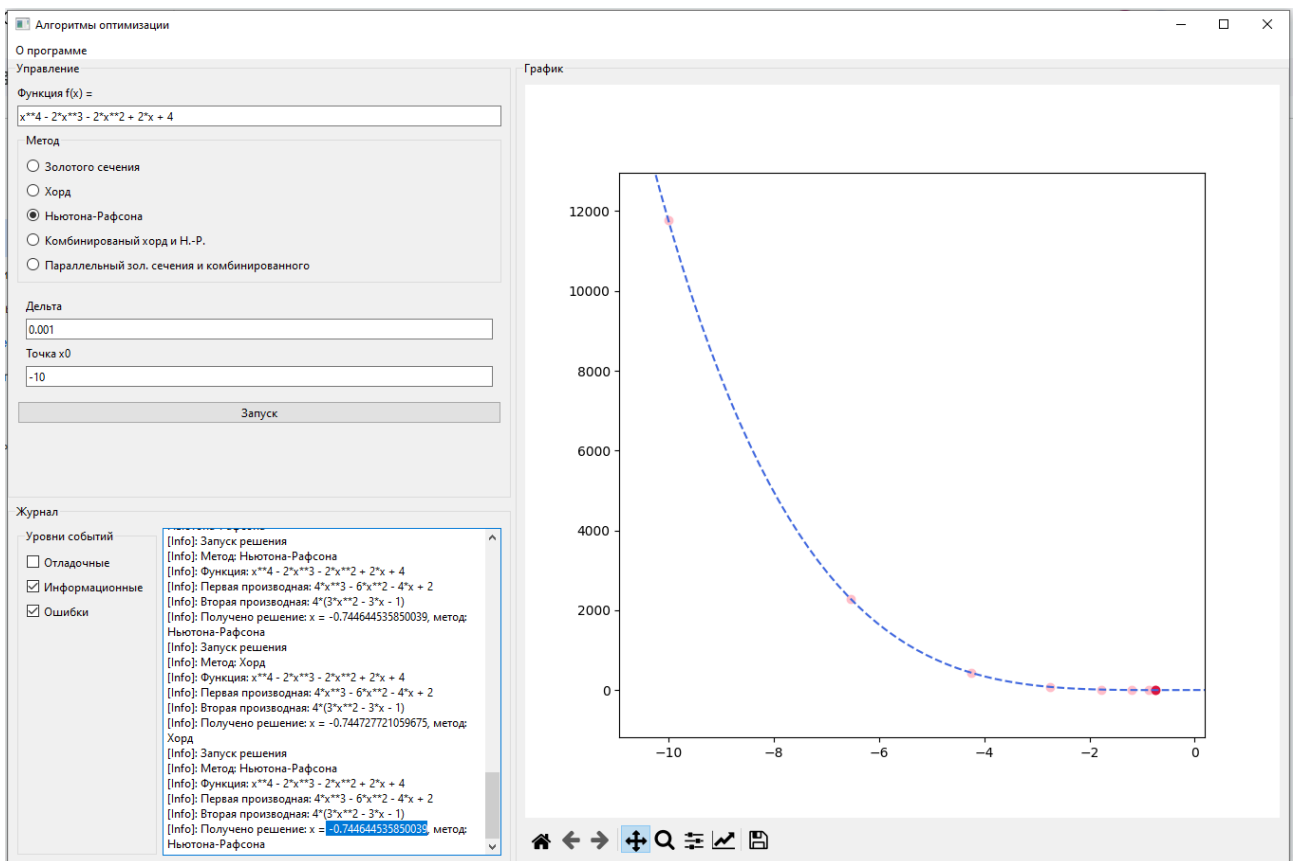 Алгоритмы оптимизации
О программе
Управление
Функция f(x) =
x**4 - 2*x**3 - 2*x**2 + 2*x + 4
Метод
Золотого сечения
Хорд
Ньютона-Рафсона
Комбинированый хорд и Н.-Р.
Параллельный зол. сечения и комбинированного
Дельта
0.001
Точка x0
-10
Запуск
Журнал
Уровни событий
Отладочные
Информационные
Ошибки
Ньютона-Рафсона
[Info]: Запуск решения
[Info]: Метод: Ньютона-Рафсона
[Info]: Функция: x**4 - 2*x**3 - 2*x**2 + 2*x + 4
[Info]: Первая производная: 4*x**3 - 6*x**2 - 4*x + 2
[Info]: Вторая производная: 4*(3*x**2 - 3*x - 1)
[Info]: Получено решение: x = -0.744644535850039, метод:
Ньютона-Рафсона
[Info]: Запуск решения
[Info]: Метод: Хорд
[Info]: Функция: x**4 - 2*x**3 - 2*x**2 + 2*x + 4
[Info]: Первая производная: 4*x**3 - 6*x**2 - 4*x + 2
[Info]: Вторая производная: 4*(3*x**2 - 3*x - 1)
[Info]: Получено решение: x = -0.744727721059675, метод:
Хорд
[Info]: Запуск решения
[Info]: Метод: Ньютона-Рафсона
[Info]: Функция: x**4 - 2*x**3 - 2*x**2 + 2*x + 4
[Info]: Первая производная: 4*x**3 - 6*x**2 - 4*x + 2
[Info]: Вторая производная: 4*(3*x**2 - 3*x - 1)
[Info]: Получено решение: x = -0.744644535850039, метод:
Ньютона-Рафсона
График
12000
10000
8000
6000
4000
2000
0
−10 −8 −6 −4 −2 0